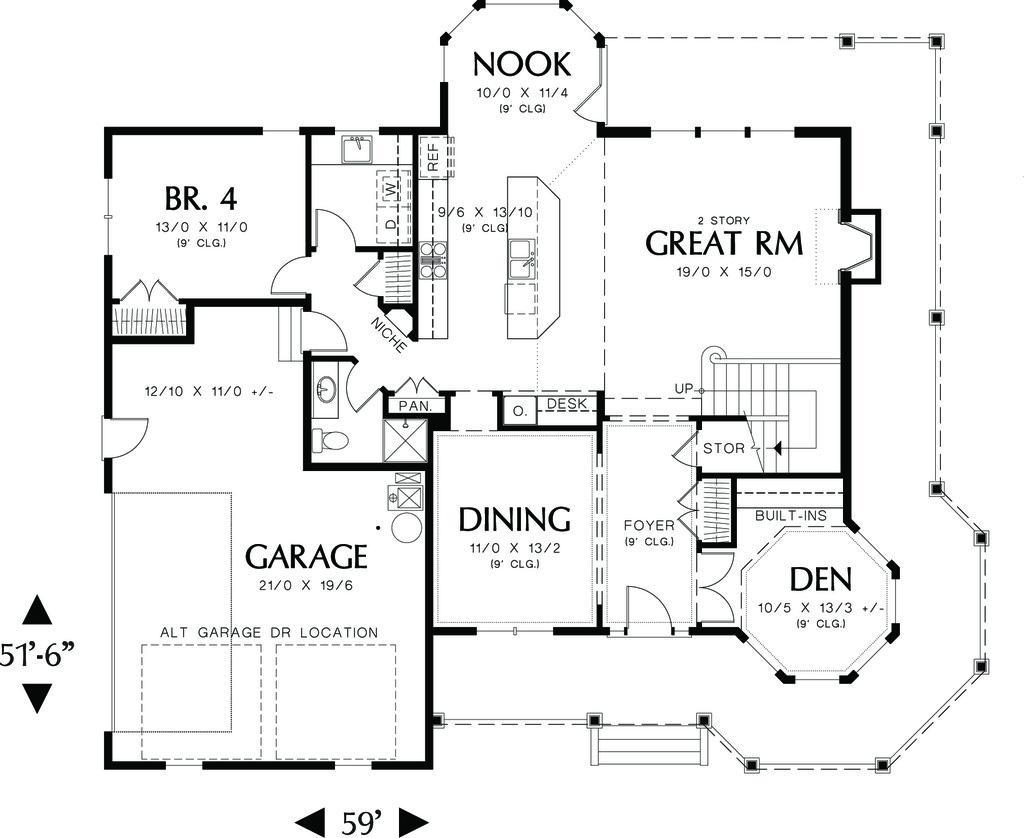 NOOK
10/0 X 11/4
(9' CLG)
REF
BR. 4
13/0 X 11/0
(9' CLG.)
W
D
9/6 X 13/10
(9' CLG)
2 STORY
GREAT RM
19/0 X 15/0
NICHE
12/10 X 11/0 +/-
PAN.
O.
DESK
UP
STOR
DINING
11/0 X 13/2
(9' CLG.)
FOYER
(9' CLG.)
BUILT-INS
GARAGE
21/0 X 19/6
DEN
10/5 X 13/3 +/-
(9' CLG.)
ALT GARAGE DR LOCATION
51'-6”
59'